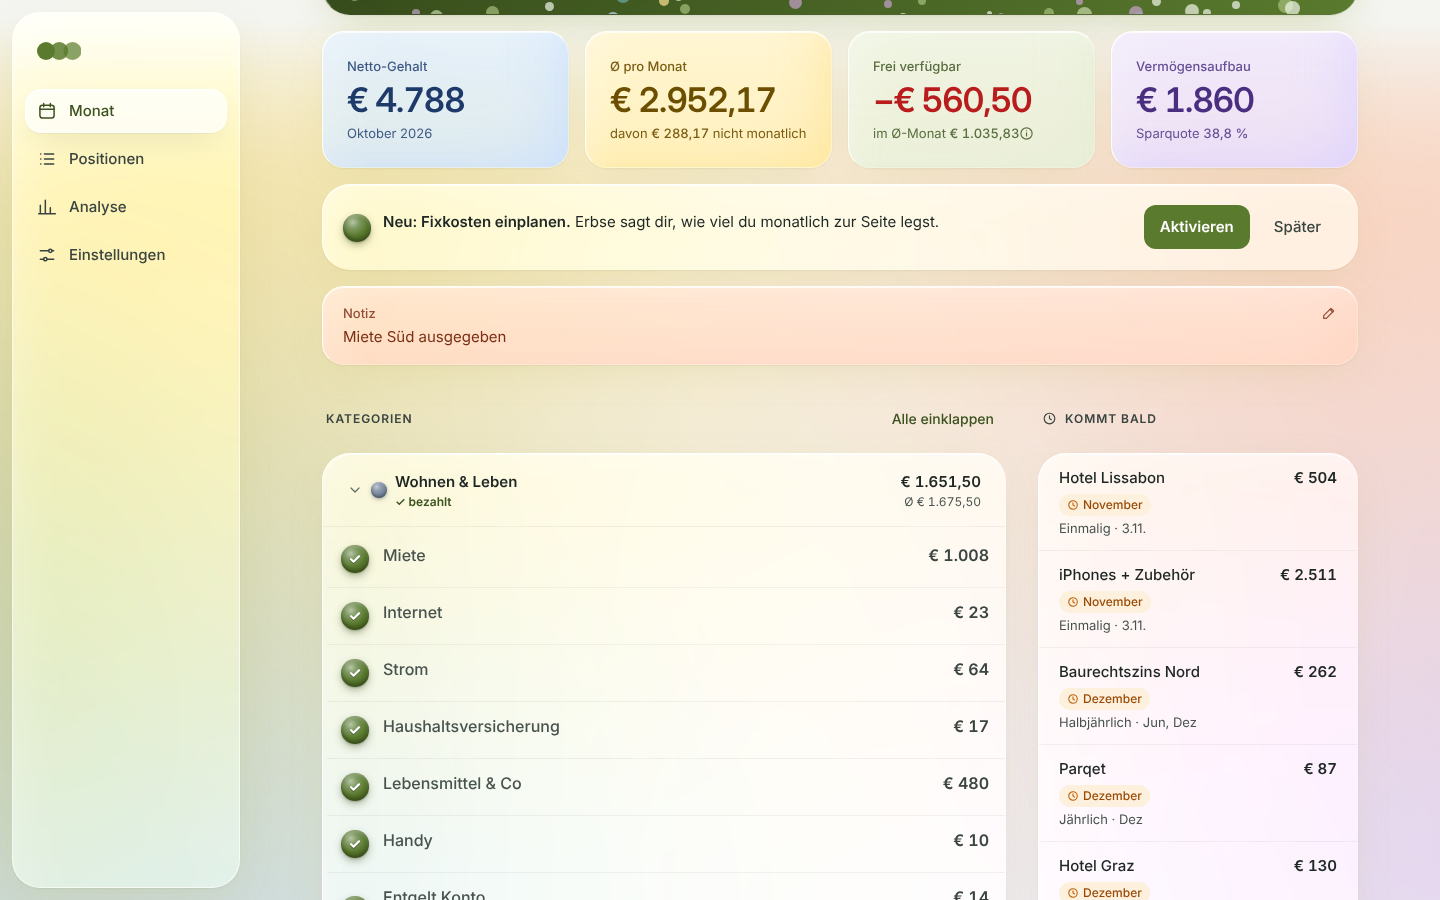 Monat
Positionen
Analyse
Einstellungen
Netto-Gehalt
€ 4.788
Oktober 2026
Ø pro Monat
€ 2.952,17
davon € 288,17 nicht monatlich
Frei verfügbar
–€ 560,50
im Ø-Monat € 1.035,83
Vermögensaufbau
€ 1.860
Sparquote 38,8 %
Neu: Fixkosten einplanen. Erbse sagt dir, wie viel du monatlich zur Seite legst.
Aktivieren
Später
Notiz
Miete Süd ausgegeben
KATEGORIEN
Alle einklappen
Wohnen & Leben
€ 1.651,50
✓ bezahlt
Ø € 1.675,50
Miete
€ 1.008
Internet
€ 23
Strom
€ 64
Haushaltsversicherung
€ 17
Lebensmittel & Co
€ 480
Handy
€ 10
Entgelt Konto
€ 14
KOMMT BALD
Hotel Lissabon
€ 504
November
Einmalig · 3.11.
iPhones + Zubehör
€ 2.511
November
Einmalig · 3.11.
Baurechtszins Nord
€ 262
Dezember
Halbjährlich · Jun, Dez
Parqet
€ 87
Dezember
Jährlich · Dez
Hotel Graz
€ 130
Dezember